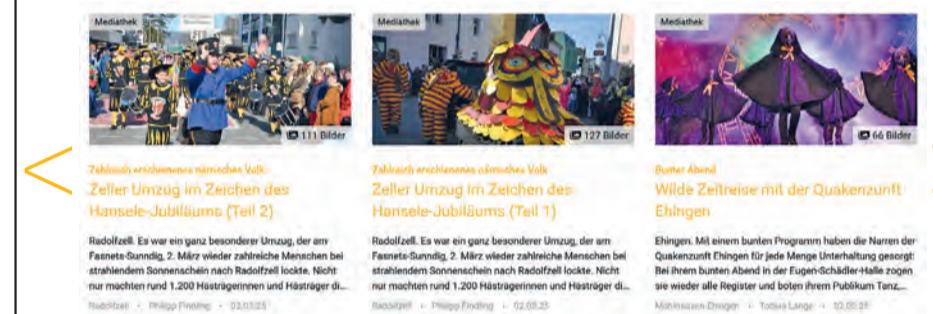 Mediathek
111 Bilder
Zahlreich erschienenes närrisches Volk
Zeller Umzug im Zeichen des
Hansele-Jubiläums (Teil 2)
Radolfzell. Es war ein ganz besonderer Umzug, der am
Fasnets-Sunndig, 2. März wieder zahlreiche Menschen bei
strahlendem Sonnenschein nach Radolfzell lockte. Nicht
nur machten rund 1.200 Hästrägerinnen und Hästräger di...
Radolfzell • Philipp Findling • 02.03.25
Mediathek
127 Bilder
Zahlreich erschienenes närrisches Volk
Zeller Umzug im Zeichen des
Hansele-Jubiläums (Teil 1)
Radolfzell. Es war ein ganz besonderer Umzug, der am
Fasnets-Sunndig, 2. März wieder zahlreiche Menschen bei
strahlendem Sonnenschein nach Radolfzell lockte. Nicht
nur machten rund 1.200 Hästrägerinnen und Hästräger di...
Radolfzell • Philipp Findling • 02.03.25
Mediathek
66 Bilder
Bunter Abend
Wilde Zeitreise mit der Quakenzunft
Ehingen
Ehingen. Mit einem bunten Programm haben die Narren der
Quakenzunft Ehingen für jede Menge Unterhaltung gesorgt:
Bei ihrem bunten Abend in der Eugen-Schädler-Halle zogen
sie wieder alle Register und boten ihrem Publikum Tanz,...
Mühlhausen-Ehingen • Tobias Lange •